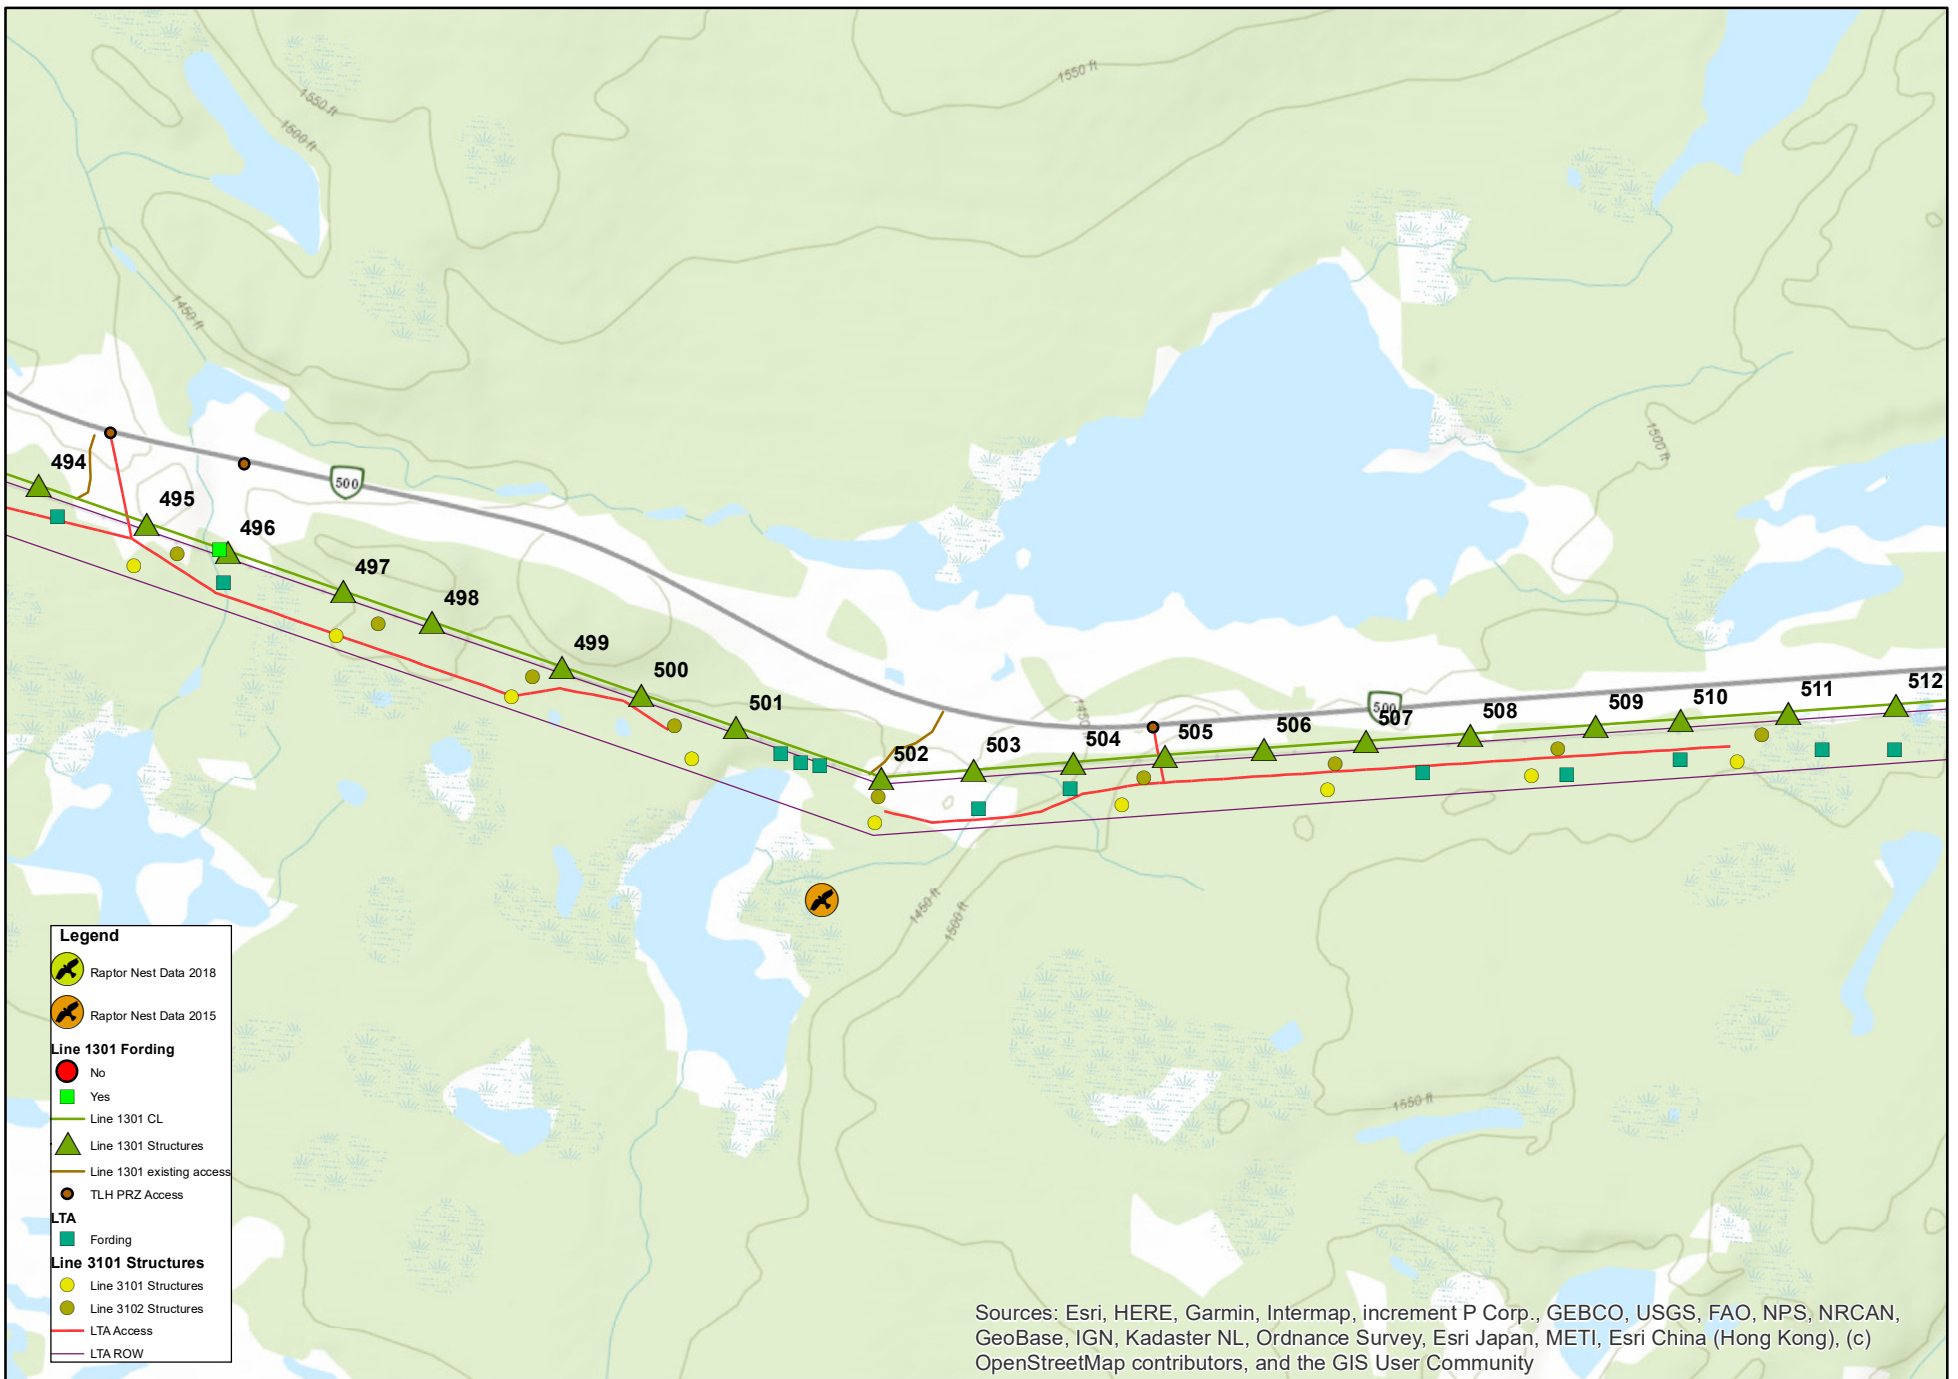 1550 ft
1550 ft
1500 ft
1450 ft
1500 ft
494
495
496
497
498
499
500
501
502
503
504
505
506
507
508
509
510
511
512
500
500
1450
1450 ft
1500 ft
1550 ft
Legend
Raptor Nest Data 2018
Raptor Nest Data 2015
Line 1301 Fording
No
Yes
Line 1301 CL
Line 1301 Structures
Line 1301 existing access
TLH PRZ Access
LTA
Fording
Line 3101 Structures
Line 3101 Structures
Line 3102 Structures
LTA Access
LTA ROW
Sources: Esri, HERE, Garmin, Intermap, increment P Corp., GEBCO, USGS, FAO, NPS, NRCAN,
GeoBase, IGN, Kadaster NL, Ordnance Survey, Esri Japan, METI, Esri China (Hong Kong), (c)
OpenStreetMap contributors, and the GIS User Community